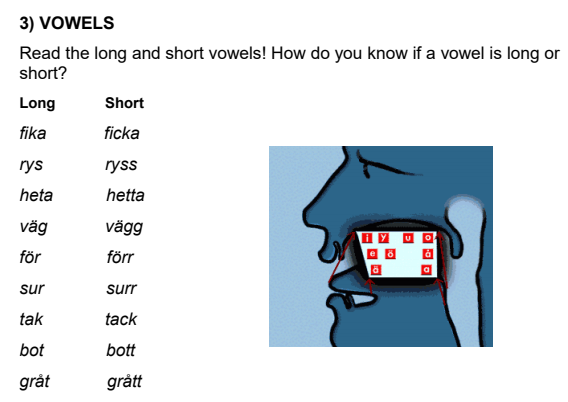 3) VOWELS
Read the long and short vowels! How do you know if a vowel is long or
short?
Long Short
fika ficka
rys ryss
heta hetta
väg vägg
för förr
sur surr
tak tack
bot bott
gråt grått
i y u o
e ö å
ä a